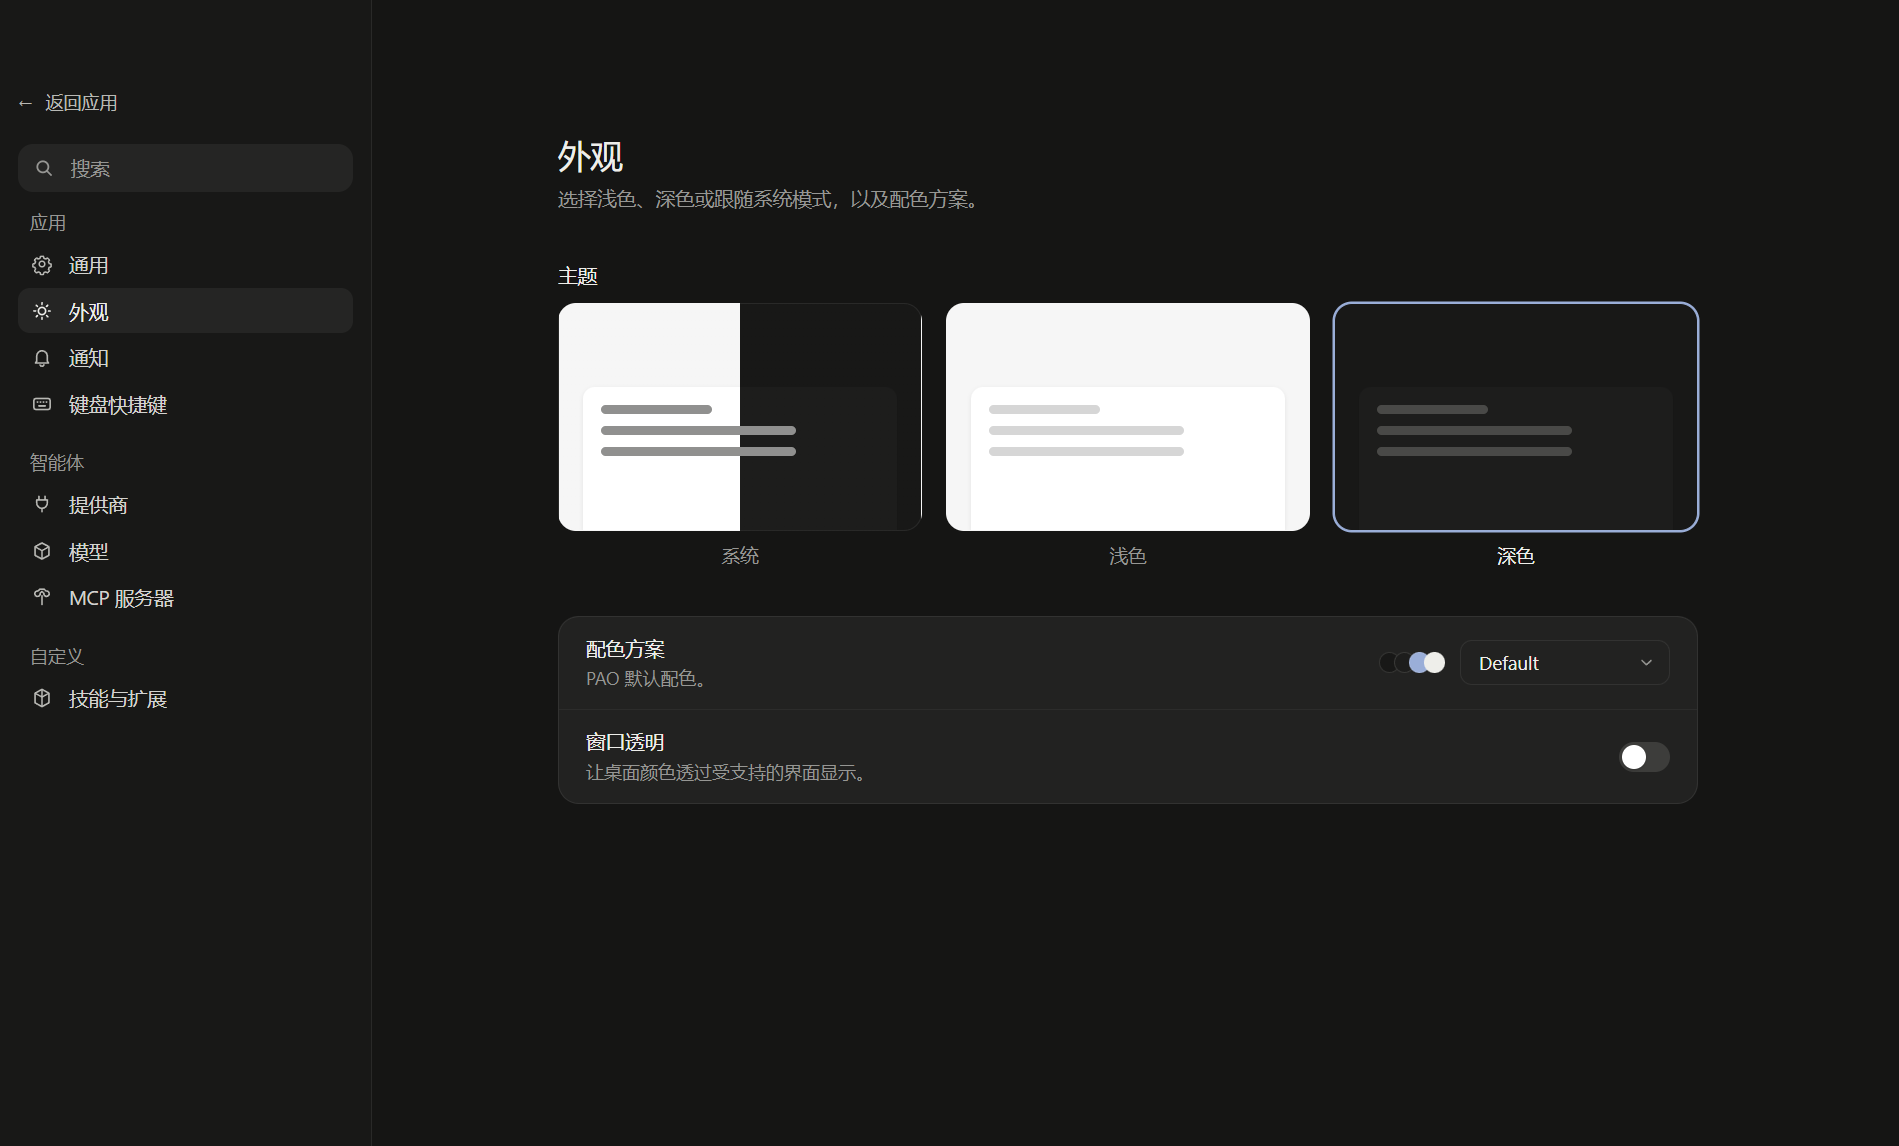 返回应用
搜索
应用
通用
外观
通知
键盘快捷键
智能体
提供商
模型
MCP 服务器
自定义
技能与扩展
外观
选择浅色、深色或跟随系统模式，以及配色方案。
主题
系统
浅色
深色
配色方案
PAO 默认配色。
Default
窗口透明
让桌面颜色透过受支持的界面显示。